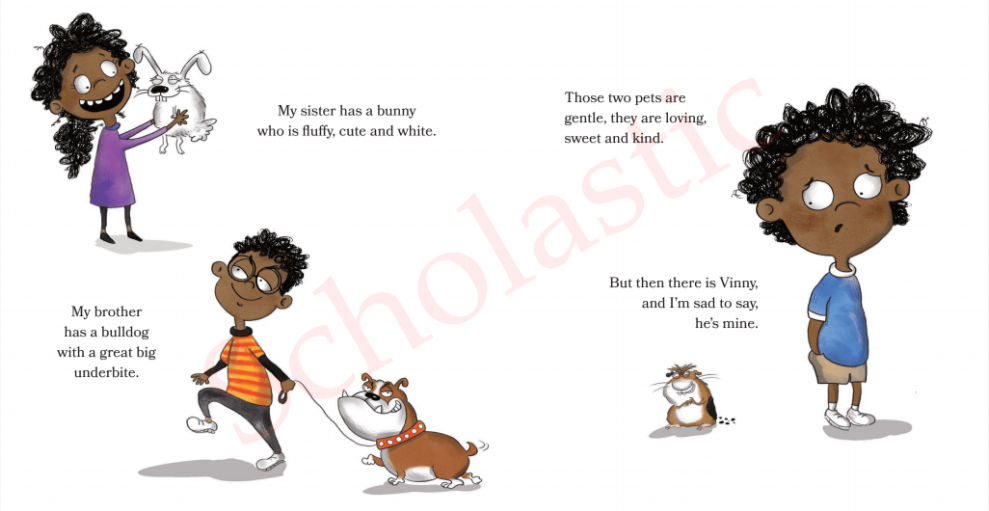 My sister has a bunny
who is fluffy, cute and white.
My brother
has a bulldog
with a great big
underbite.
Those two pets are
gentle, they are loving,
sweet and kind.
But then there is Vinny,
and I’m sad to say,
he’s mine.
Scholastic